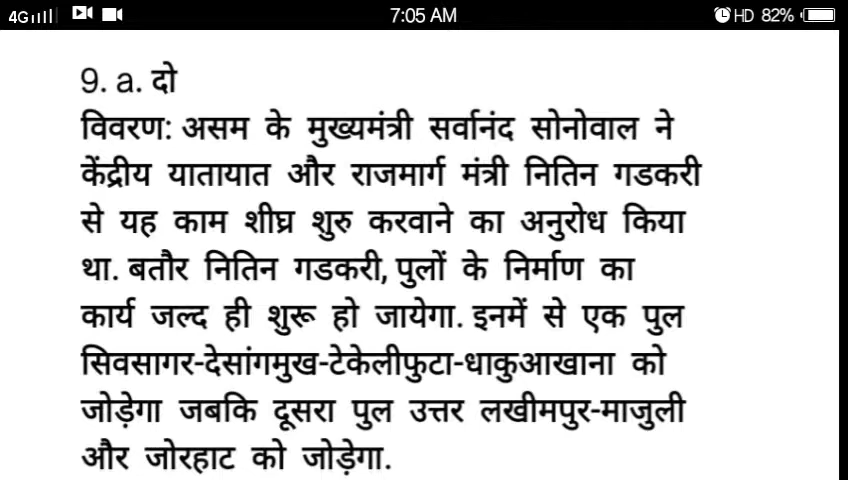 4G 7:05 AM HD 82%
9. a. दो
विवरण: असम के मुख्यमंत्री सर्वानंद सोनोवाल ने
केंद्रीय यातायात और राजमार्ग मंत्री नितिन गडकरी
से यह काम शीघ्र शुरु करवाने का अनुरोध किया
था. बतौर नितिन गडकरी, पुलों के निर्माण का
कार्य जल्द ही शुरू हो जायेगा. इनमें से एक पुल
सिवसागर-देसांगमुख-टेकेलीफुटा-धाकुआखाना को
जोड़ेगा जबकि दूसरा पुल उत्तर लखीमपुर-माजुली
और जोरहाट को जोड़ेगा.